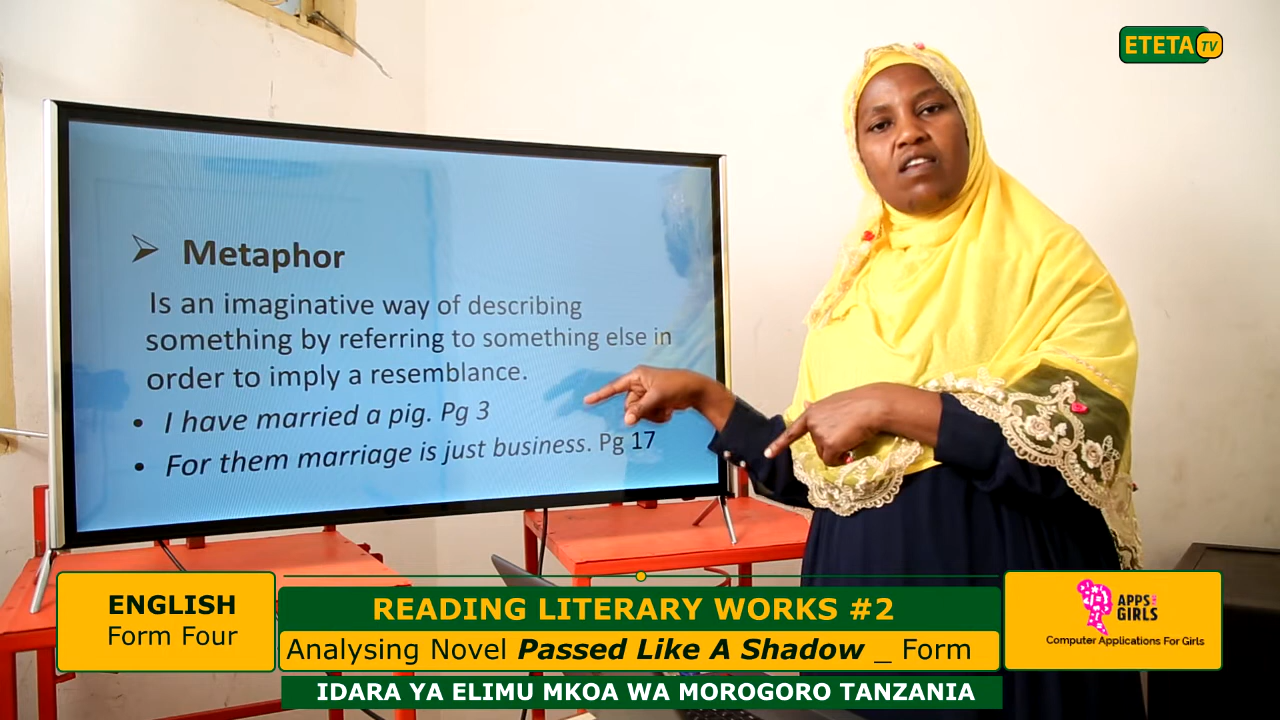 ETETA TV
➢ Metaphor
Is an imaginative way of describing
something by referring to something else in
order to imply a resemblance.
• I have married a pig. Pg 3
• For them marriage is just business. Pg 17
ENGLISH
Form Four
READING LITERARY WORKS #2
Analysing Novel Passed Like A Shadow _ Form
IDARA YA ELIMU MKOA WA MOROGORO TANZANIA
APPS
GIRLS
Computer Applications For Girls